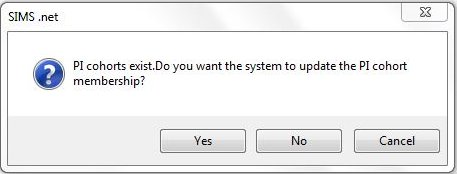 SIMS .net
PI cohorts exist.Do you want the system to update the PI cohort
membership?
Yes No Cancel